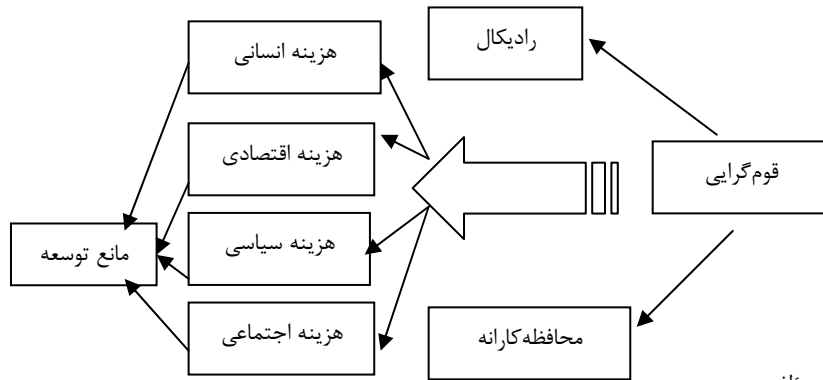 رادیکال
هزینه انسانی
هزینه اقتصادی
قوم‌گرایی
هزینه سیاسی
مانع توسعه
هزینه اجتماعی
محافظه‌کارانه